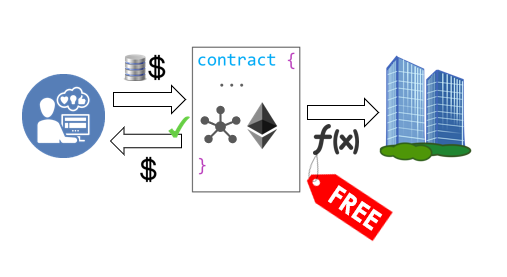 $
contract {
...
$
}
f(x)
FREE